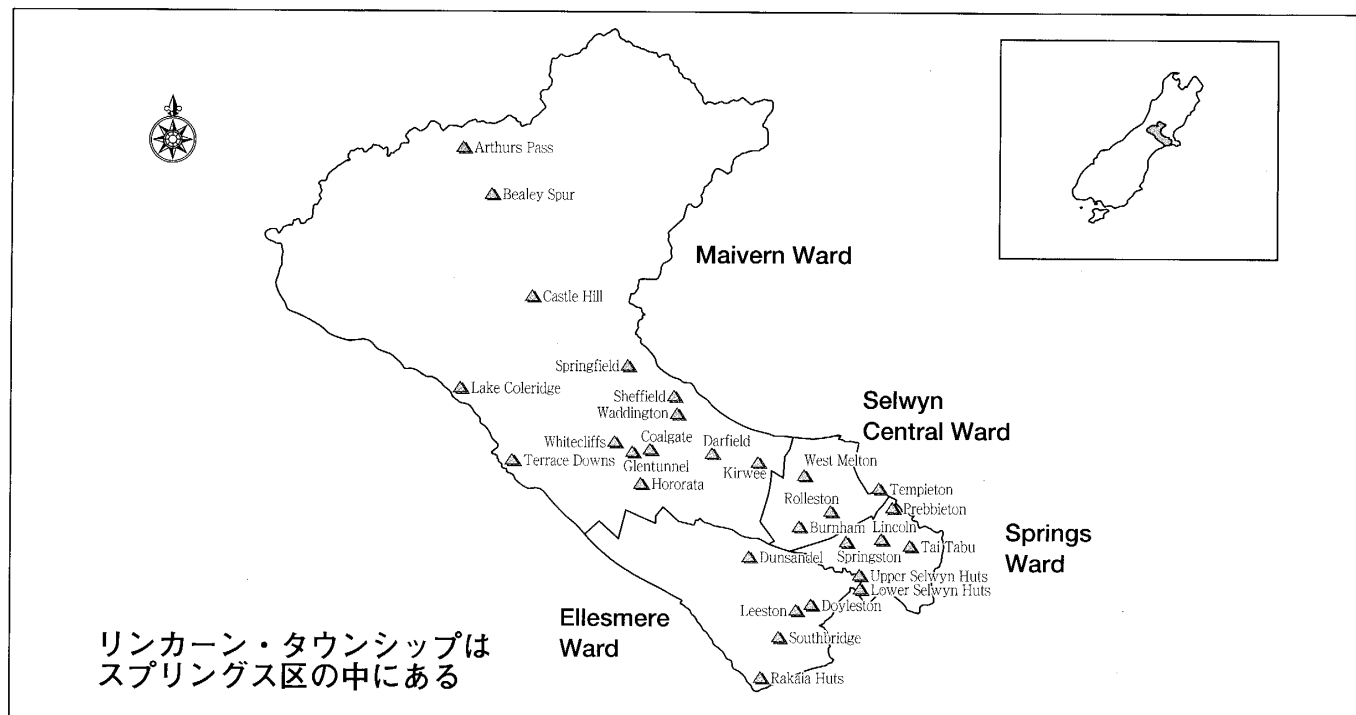 Arthurs Pass
Bealey Spur
Maivern Ward
Castle Hill
Springfield
Lake Coleridge
Sheffield
Waddington
Selwyn
Central Ward
Whitecliffs
Coalgate
Darfield
Terrace Downs
Glentunnel
Kirwee
West Melton
Hororata
Templeton
Rolleston
Prebbieton
Burnham
Lincoln
Springs
Ward
Tai Tabu
Springston
Dunsandel
Upper Selwyn Huts
Lower Selwyn Huts
Ellesmere
Ward
Leeston
Doyleston
Southbridge
Rakaia Huts
リンカーン・タウンシップは
スプリングス区の中にある